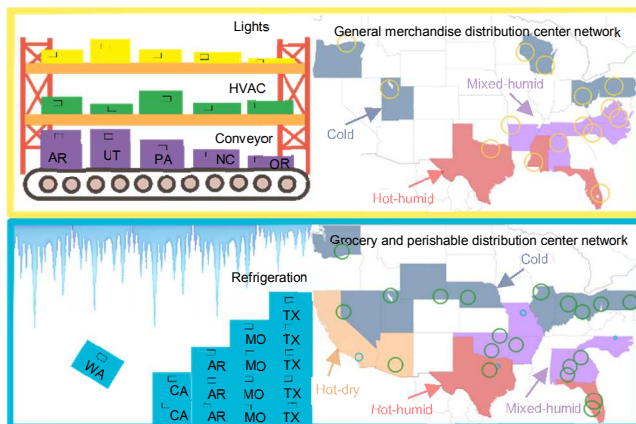 Lights
General merchandise distribution center network
HVAC
Mixed-humid
Conveyor
Cold
AR
UT
PA
NC
OR
Hot-humid
Grocery and perishable distribution center network
Refrigeration
Cold
TX
MO
TX
WA
AR
MO
TX
CA
AR
MO
TX
CA
AR
MO
TX
Hot-dry
Hot-humid
Mixed-humid